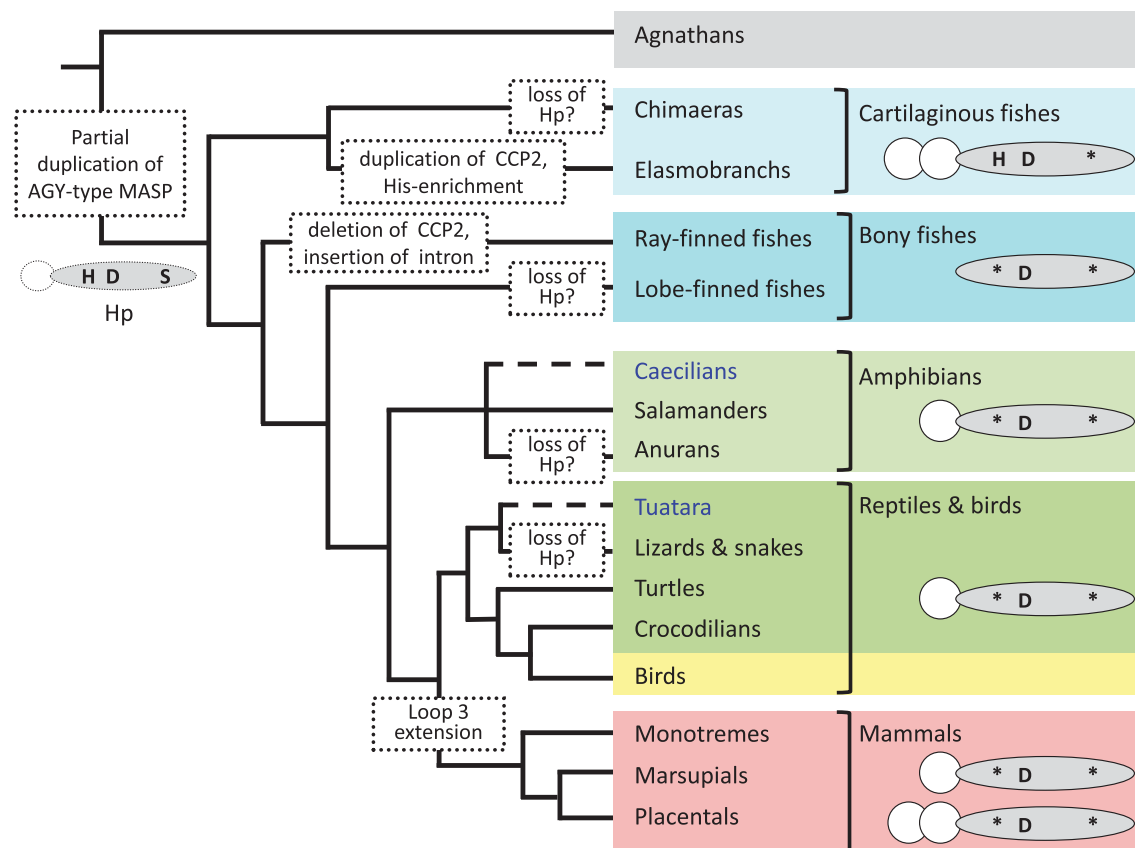 Agnathans
Partial
duplication of
AGY-type MASP
H D S
Hp
loss of
Hp?
Chimaeras
duplication of CCP2,
His-enrichment
Elasmobranchs
Cartilaginous fishes
H D *
deletion of CCP2,
insertion of intron
Ray-finned fishes
loss of
Hp?
Lobe-finned fishes
Bony fishes
* D *
Caecilians
Salamanders
loss of
Hp?
Anurans
Amphibians
* D *
Tuatara
loss of
Hp?
Lizards & snakes
Turtles
Crocodilians
Birds
Reptiles & birds
* D *
Loop 3
extension
Monotremes
Marsupials
Placentals
Mammals
* D *
* D *